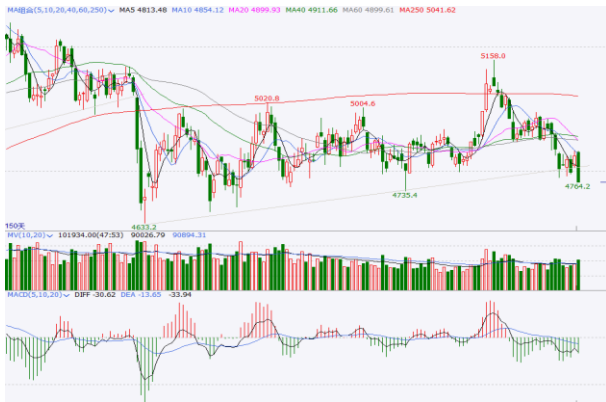 MA组合(5,10,20,40,60,250) MA5 4813.48 MA10 4854.12 MA20 4899.93 MA40 4911.66 MA60 4899.61 MA250 5041.62
5158.0
5020.8
5004.6
4735.4
4764.2
4633.2
150天
MV(10,20) 101934.00(47:53) 90026.79 90894.31
MACD(5,10,20) DIFF -30.62 DEA -13.65 -33.94